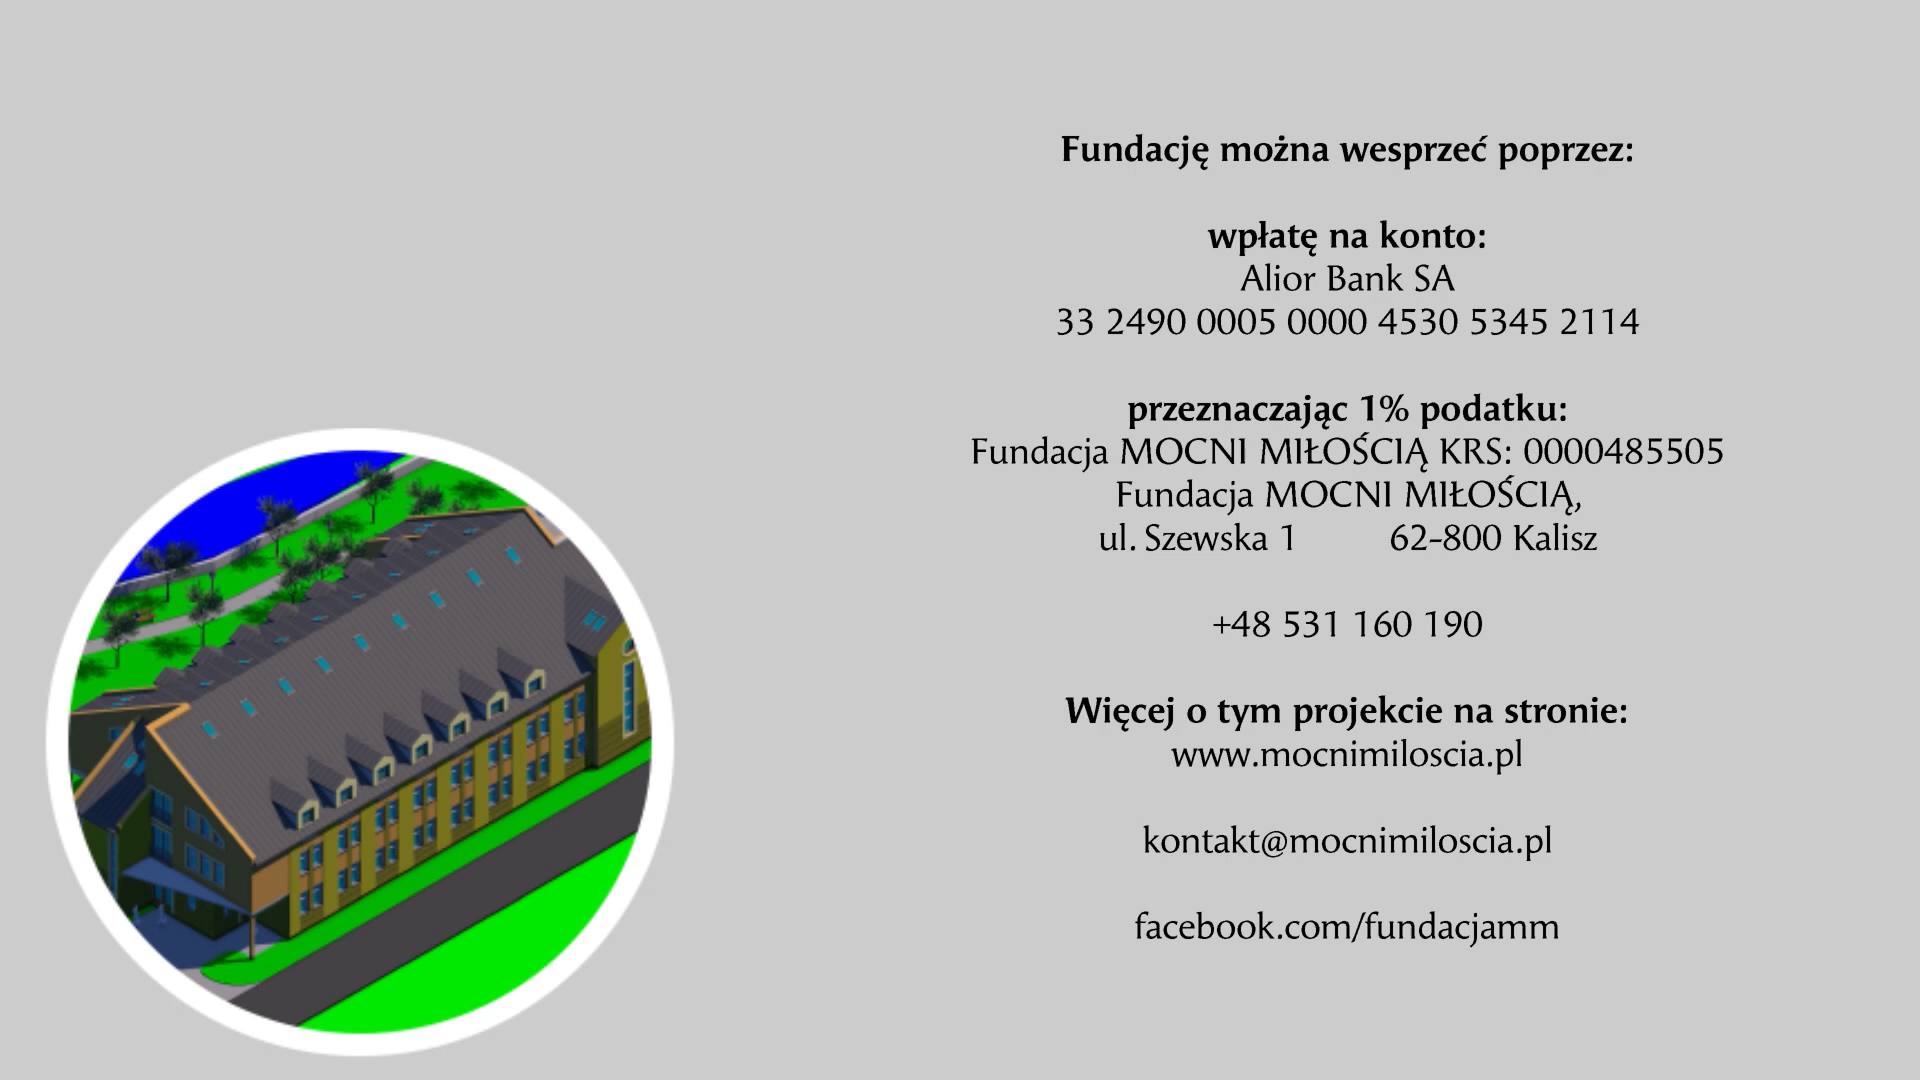 Fundację można wesprzeć poprzez:
wpłatę na konto:
Alior Bank SA
33 2490 0005 0000 4530 5345 2114
przeznaczając 1% podatku:
Fundacja MOCNI MIŁOŚCIĄ KRS: 0000485505
Fundacja MOCNI MIŁOŚCIĄ,
ul. Szewska 1 62-800 Kalisz
+48 531 160 190
Więcej o tym projekcie na stronie:
www.mocnimiloscia.pl
kontakt@mocnimiloscia.pl
facebook.com/fundacjamm